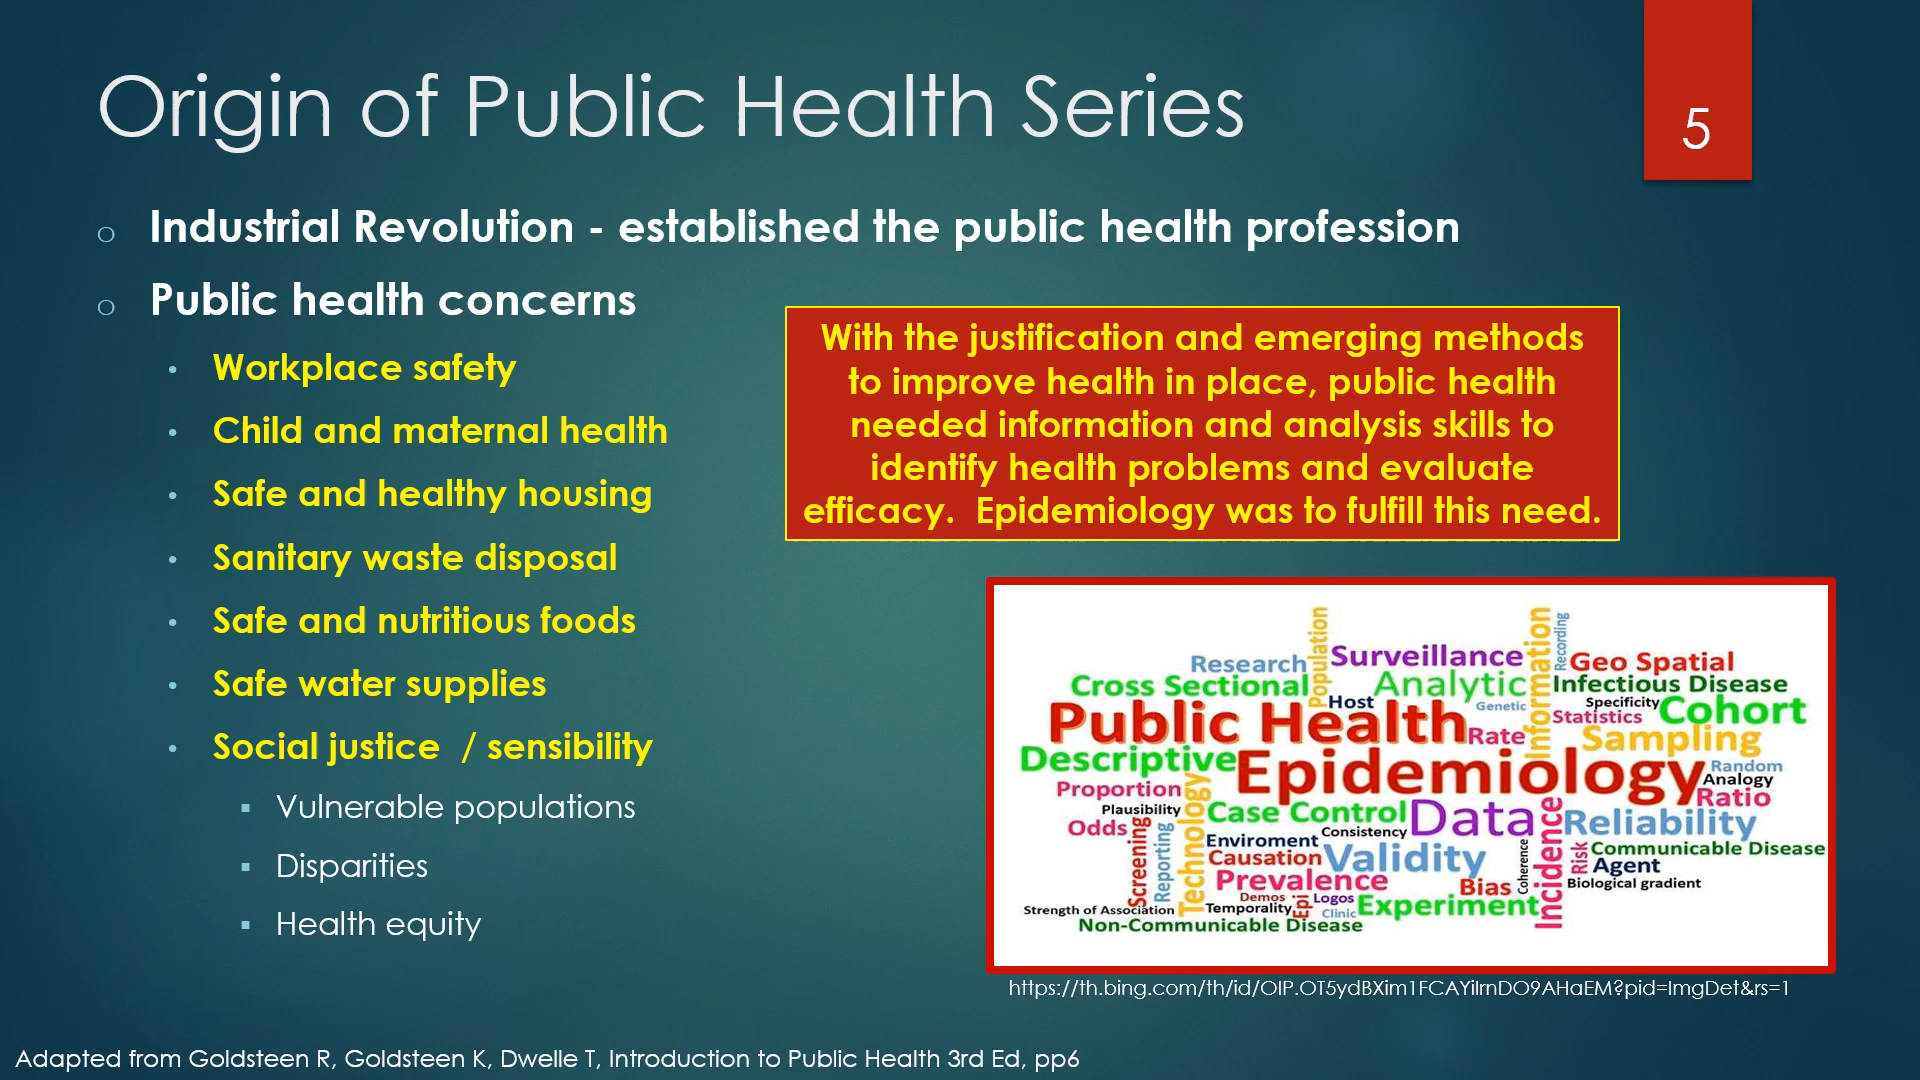 Origin of Public Health Series
5
o Industrial Revolution - established the public health profession
o Public health concerns
• Workplace safety
• Child and maternal health
• Safe and healthy housing
• Sanitary waste disposal
• Safe and nutritious foods
• Safe water supplies
• Social justice / sensibility
▪ Vulnerable populations
▪ Disparities
▪ Health equity
With the justification and emerging methods
to improve health in place, public health
needed information and analysis skills to
identify health problems and evaluate
efficacy. Epidemiology was to fulfill this need.
Population
Information
Recording
Research
Surveillance
Geo Spatial
Cross Sectional
Analytic
Infectious Disease
Host
Genetic
Specificity
Cohort
Public Health
Rate
Statistics
Sampling
Descriptive
Epidemiology
Random
Analogy
Proportion
Ratio
Plausibility
Technology
Case Control
Data
Incidence
Reliability
Odds
Screening
Reporting
Enviroment
Consistency
Coherence
Risk
Communicable Disease
Causation
Validity
Agent
Prevalence
Bias
Biological gradient
Demos
Epi
Logos
Strength of Association
Temporality
Clinic
Experiment
Non-Communicable Disease
https://th.bing.com/th/id/OIP.OT5ydBXim1FCAYiIrnDO9AHaEM?pid=ImgDet&rs=1
Adapted from Goldsteen R, Goldsteen K, Dwelle T, Introduction to Public Health 3rd Ed, pp6